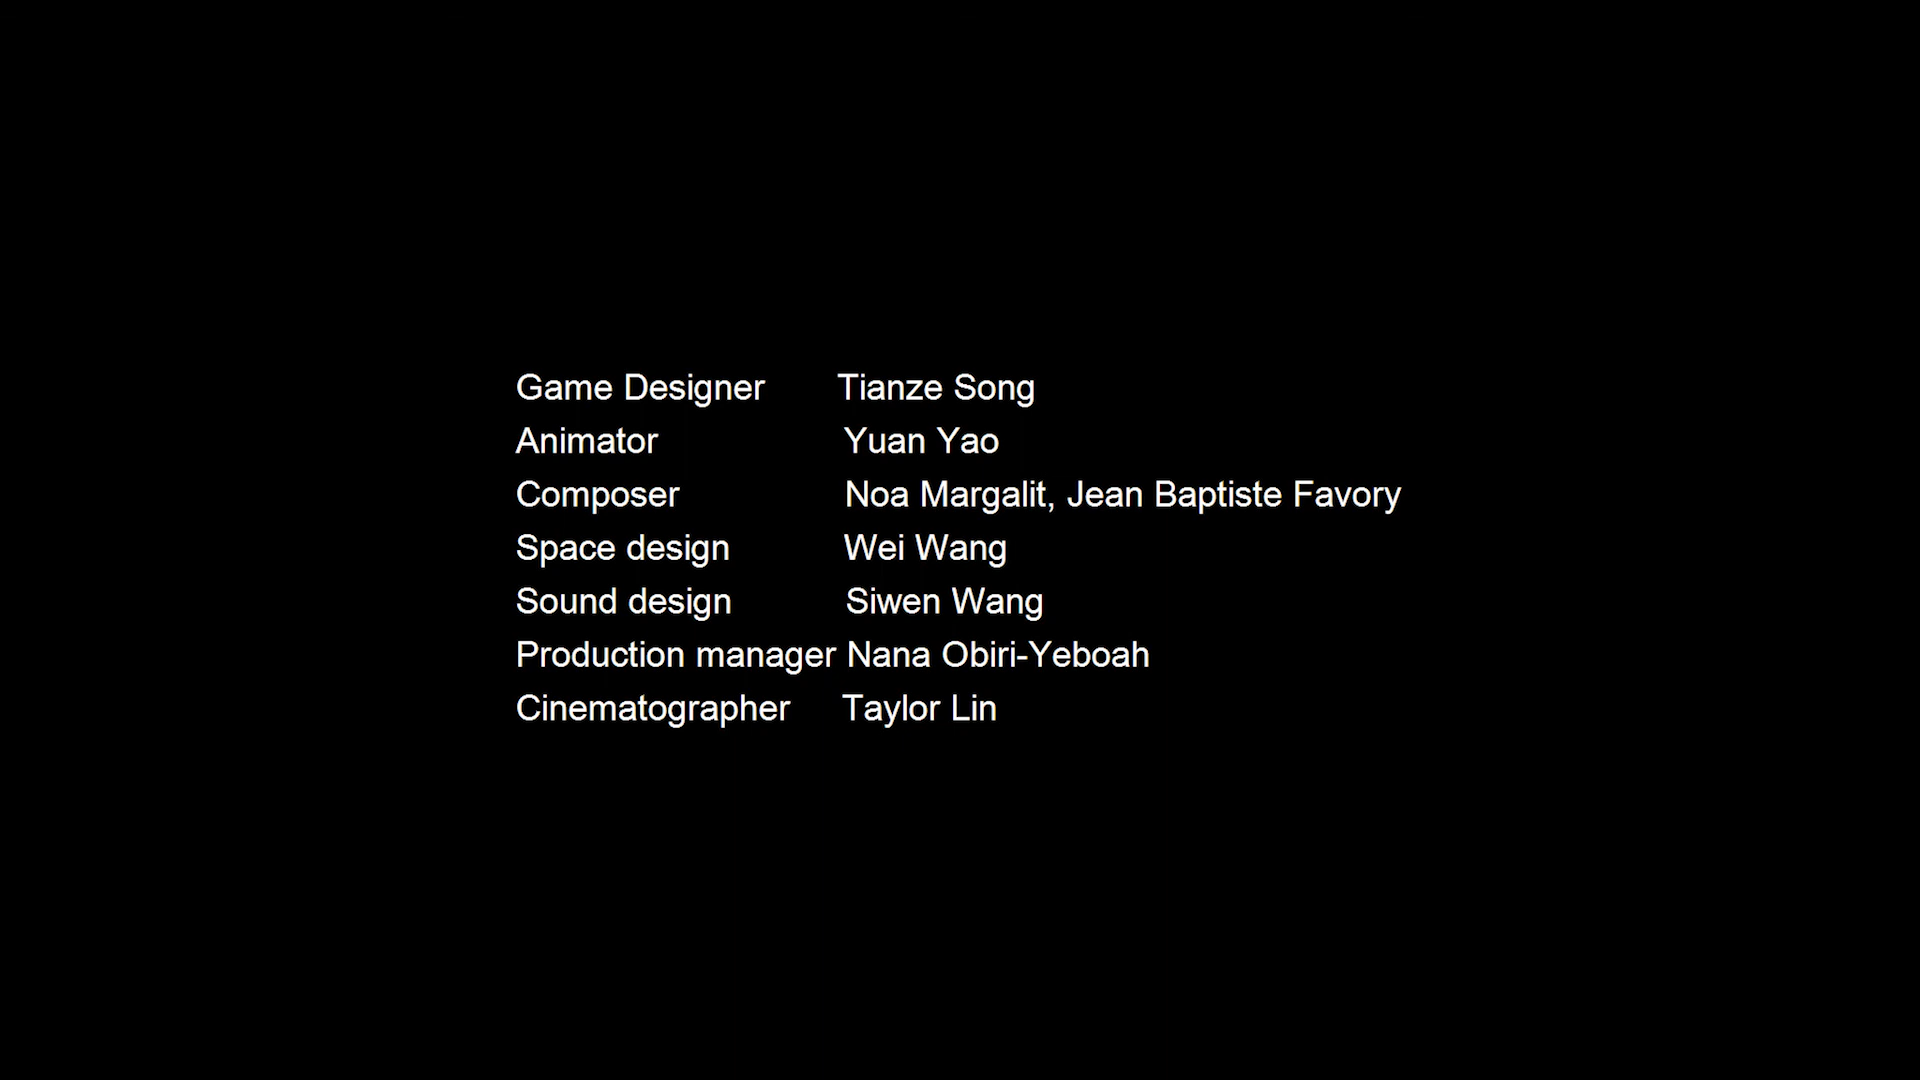 Game Designer Tianze Song
Animator Yuan Yao
Composer Noa Margalit, Jean Baptiste Favory
Space design Wei Wang
Sound design Siwen Wang
Production manager Nana Obiri-Yeboah
Cinematographer Taylor Lin